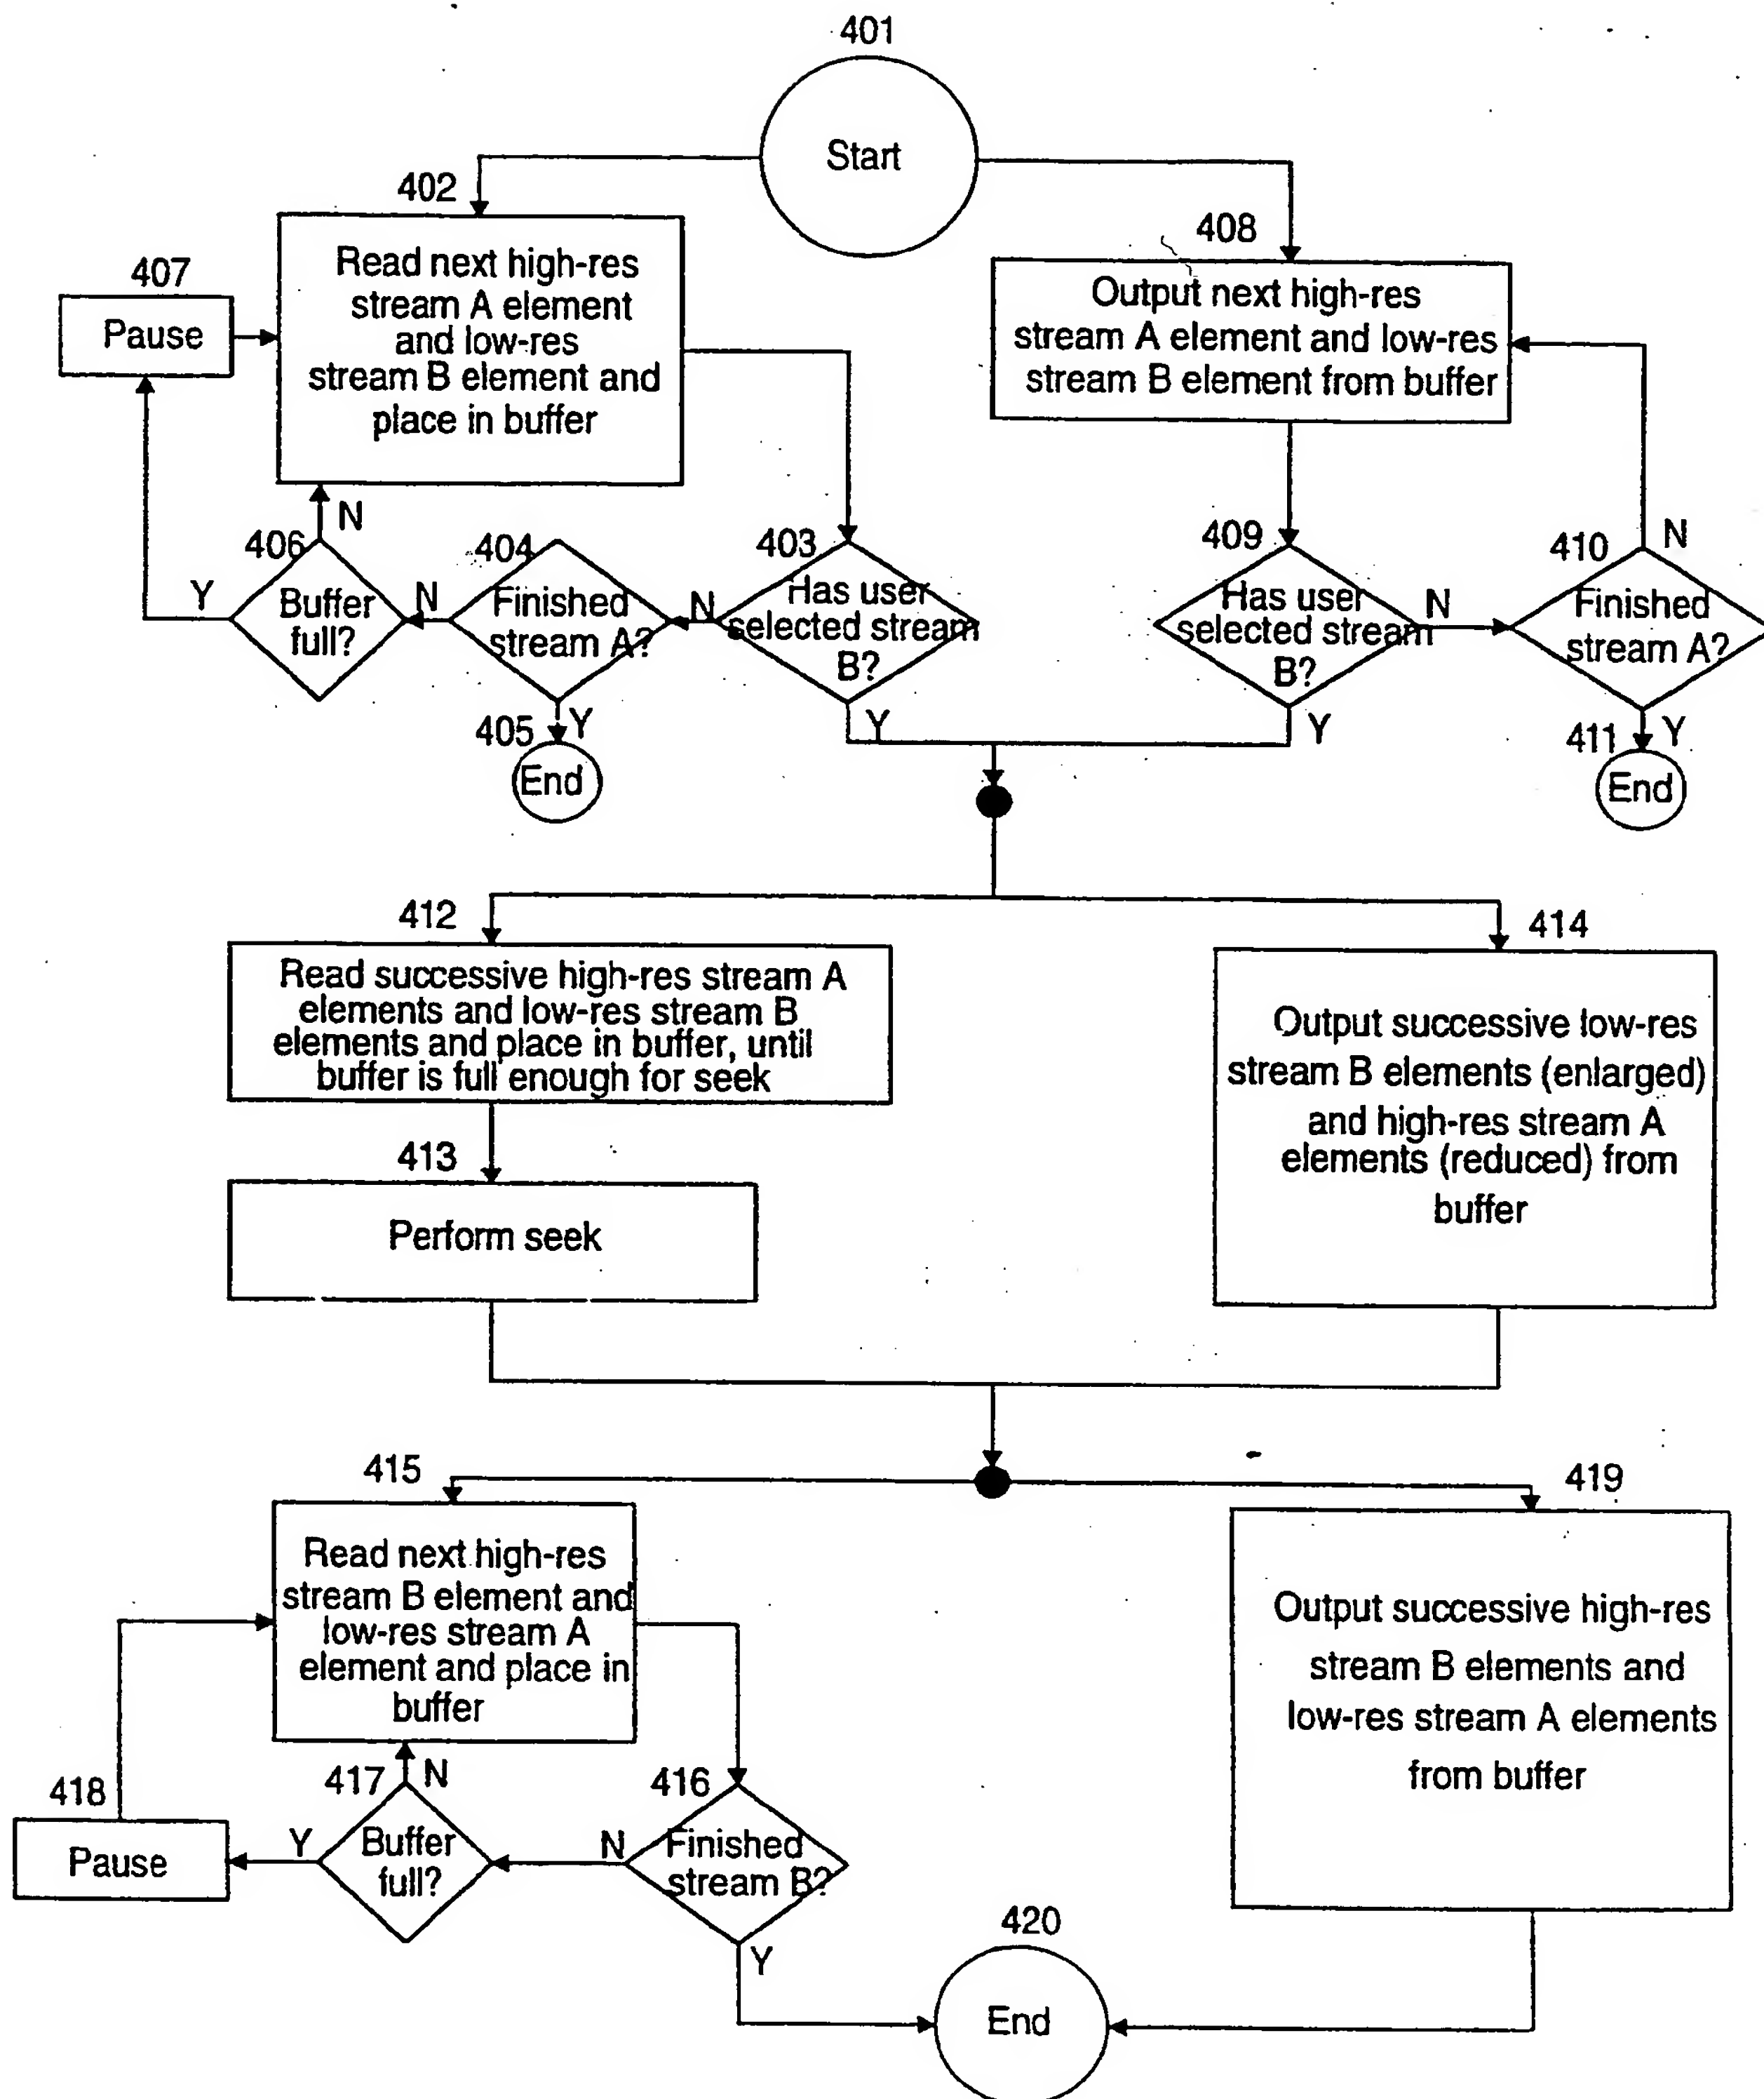 401
Start
402
Read next high-res
stream A element
and low-res
stream B element and
place in buffer
407
Pause
408
Output next high-res
stream A element and low-res
stream B element from buffer
N
406
Buffer
full?
Y
404
Finished
stream A?
N
403
Has user
selected stream
B?
N
Y
405
Y
End
409
Has user
selected stream
B?
N
Y
410
N
Finished
stream A?
411
Y
End
412
Read successive high-res stream A
elements and low-res stream B
elements and place in buffer, until
buffer is full enough for seek
413
Perform seek
414
Output successive low-res
stream B elements (enlarged)
and high-res stream A
elements (reduced) from
buffer
415
Read next high-res
stream B element and
low-res stream A
element and place in
buffer
419
Output successive high-res
stream B elements and
low-res stream A elements
from buffer
418
Pause
417
N
Buffer
full?
Y
416
Finished
stream B?
N
Y
420
End